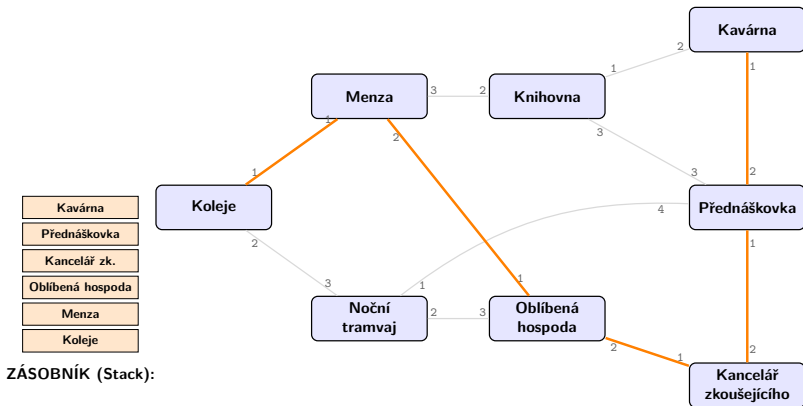 Kavárna
2
1
1
Menza
3
2
Knihovna
1
2
3
1
3
2
Koleje
Přednáškovka
2
4
1
Kavárna
Přednáškovka
Kancelář zk.
Oblíbená hospoda
Menza
Koleje
ZÁSOBNÍK (Stack):
3
1
1
Noční
tramvaj
2
3
Oblíbená
hospoda
2
1
2
Kancelář
zkoušejícího